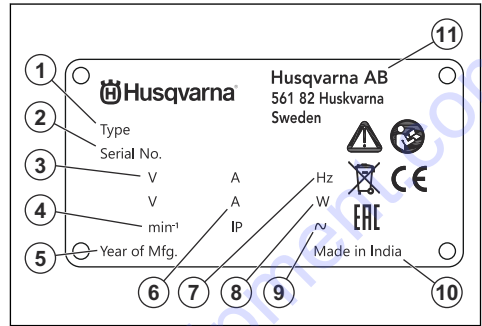 11
1
2
3
4
5
Husqvarna
Husqvarna AB
561 82 Huskvarna
Sweden
Type
Serial No.
V A Hz
V A W
min-1 IP ~
Year of Mfg. Made in India
CE
EAC
6 7 8 9 10